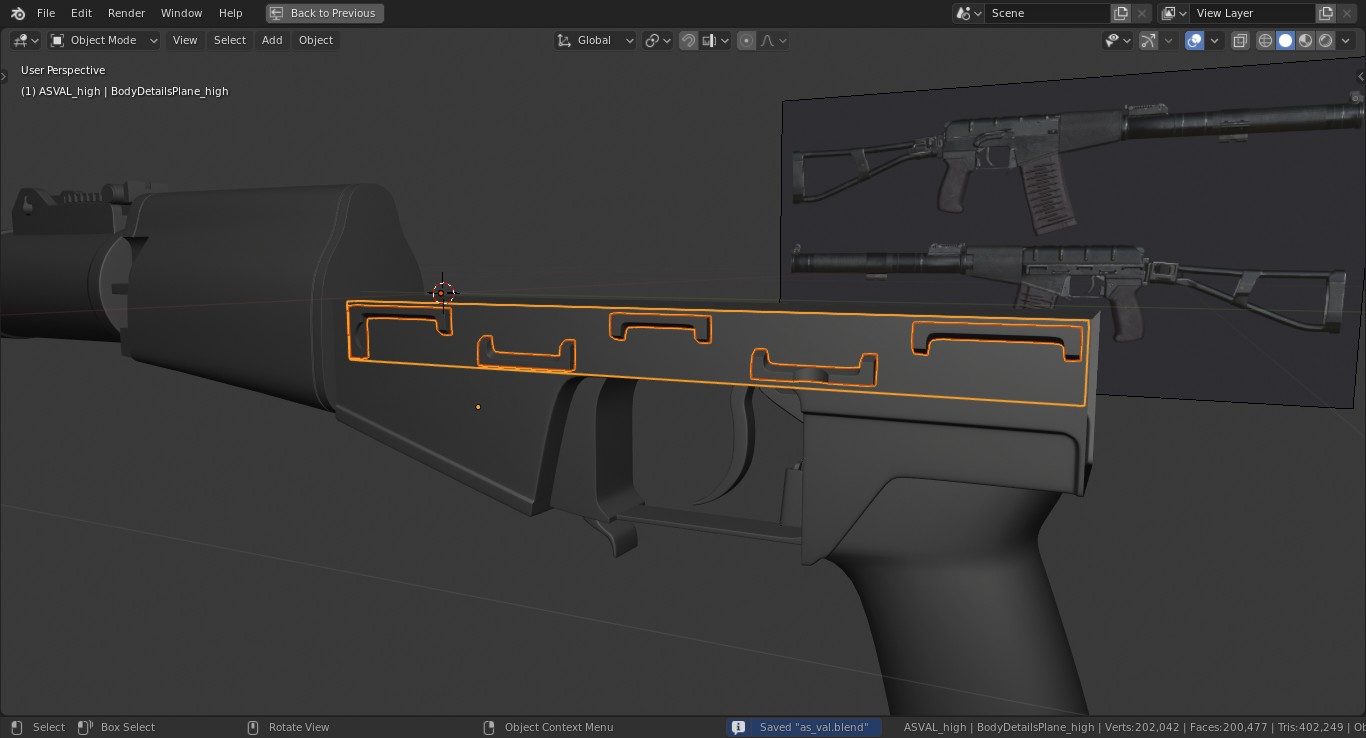 File Edit Render Window Help Back to Previous Scene View Layer
Object Mode View Select Add Object Global
User Perspective
(1) ASVAL_high | BodyDetailsPlane_high
Select Box Select Rotate View Object Context Menu Saved "as_val.blend" ASVAL_high | BodyDetailsPlane_high | Verts:202,042 | Faces:200,477 | Tris:402,249 | Ob